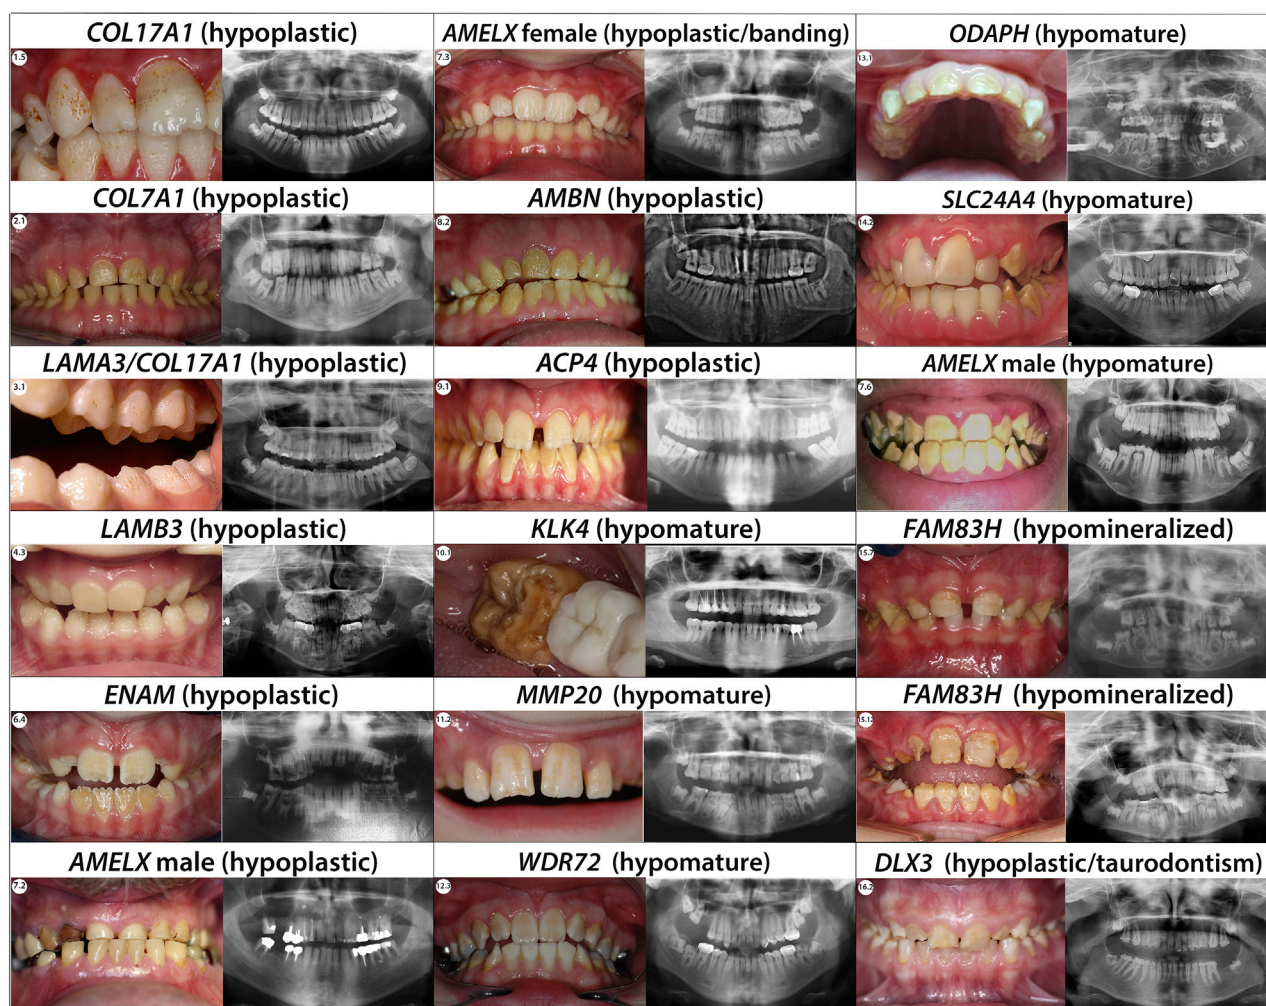 COL17A1 (hypoplastic)
AMELX female (hypoplastic/banding)
ODAPH (hypomature)
1.5
7.3
13.1
COL7A1 (hypoplastic)
AMBN (hypoplastic)
SLC24A4 (hypomature)
2.1
8.2
14.2
LAMA3/COL17A1 (hypoplastic)
ACP4 (hypoplastic)
AMELX male (hypomature)
3.1
9.1
7.6
LAMB3 (hypoplastic)
KLK4 (hypomature)
FAM83H (hypomineralized)
4.3
10.1
15.7
ENAM (hypoplastic)
MMP20 (hypomature)
FAM83H (hypomineralized)
6.4
11.2
15.12
AMELX male (hypoplastic)
WDR72 (hypomature)
DLX3 (hypoplastic/taurodontism)
7.2
12.3
16.2